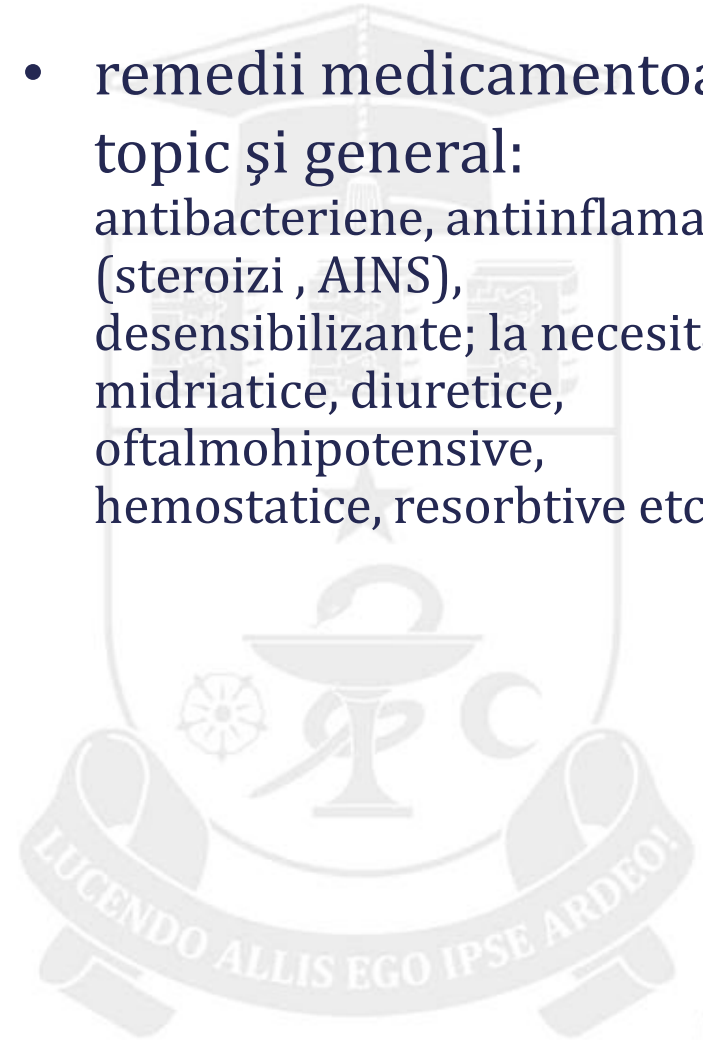 • remedii medicamentoa
topic şi general:
antibacteriene, antiinflama
(steroizi , AINS),
desensibilizante; la necesit
midriatice, diuretice,
oftalmohipotensive,
hemostatice, resorbtive etc
LUCENDO ALLIS EGO IPSE ARDEO!